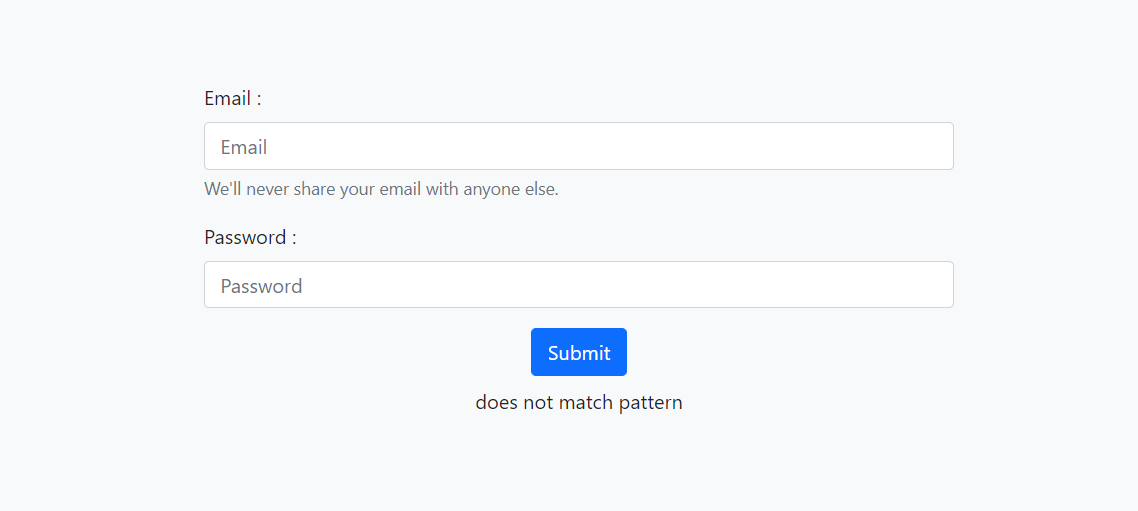 Email :
Email
We'll never share your email with anyone else.
Password :
Password
Submit
does not match pattern